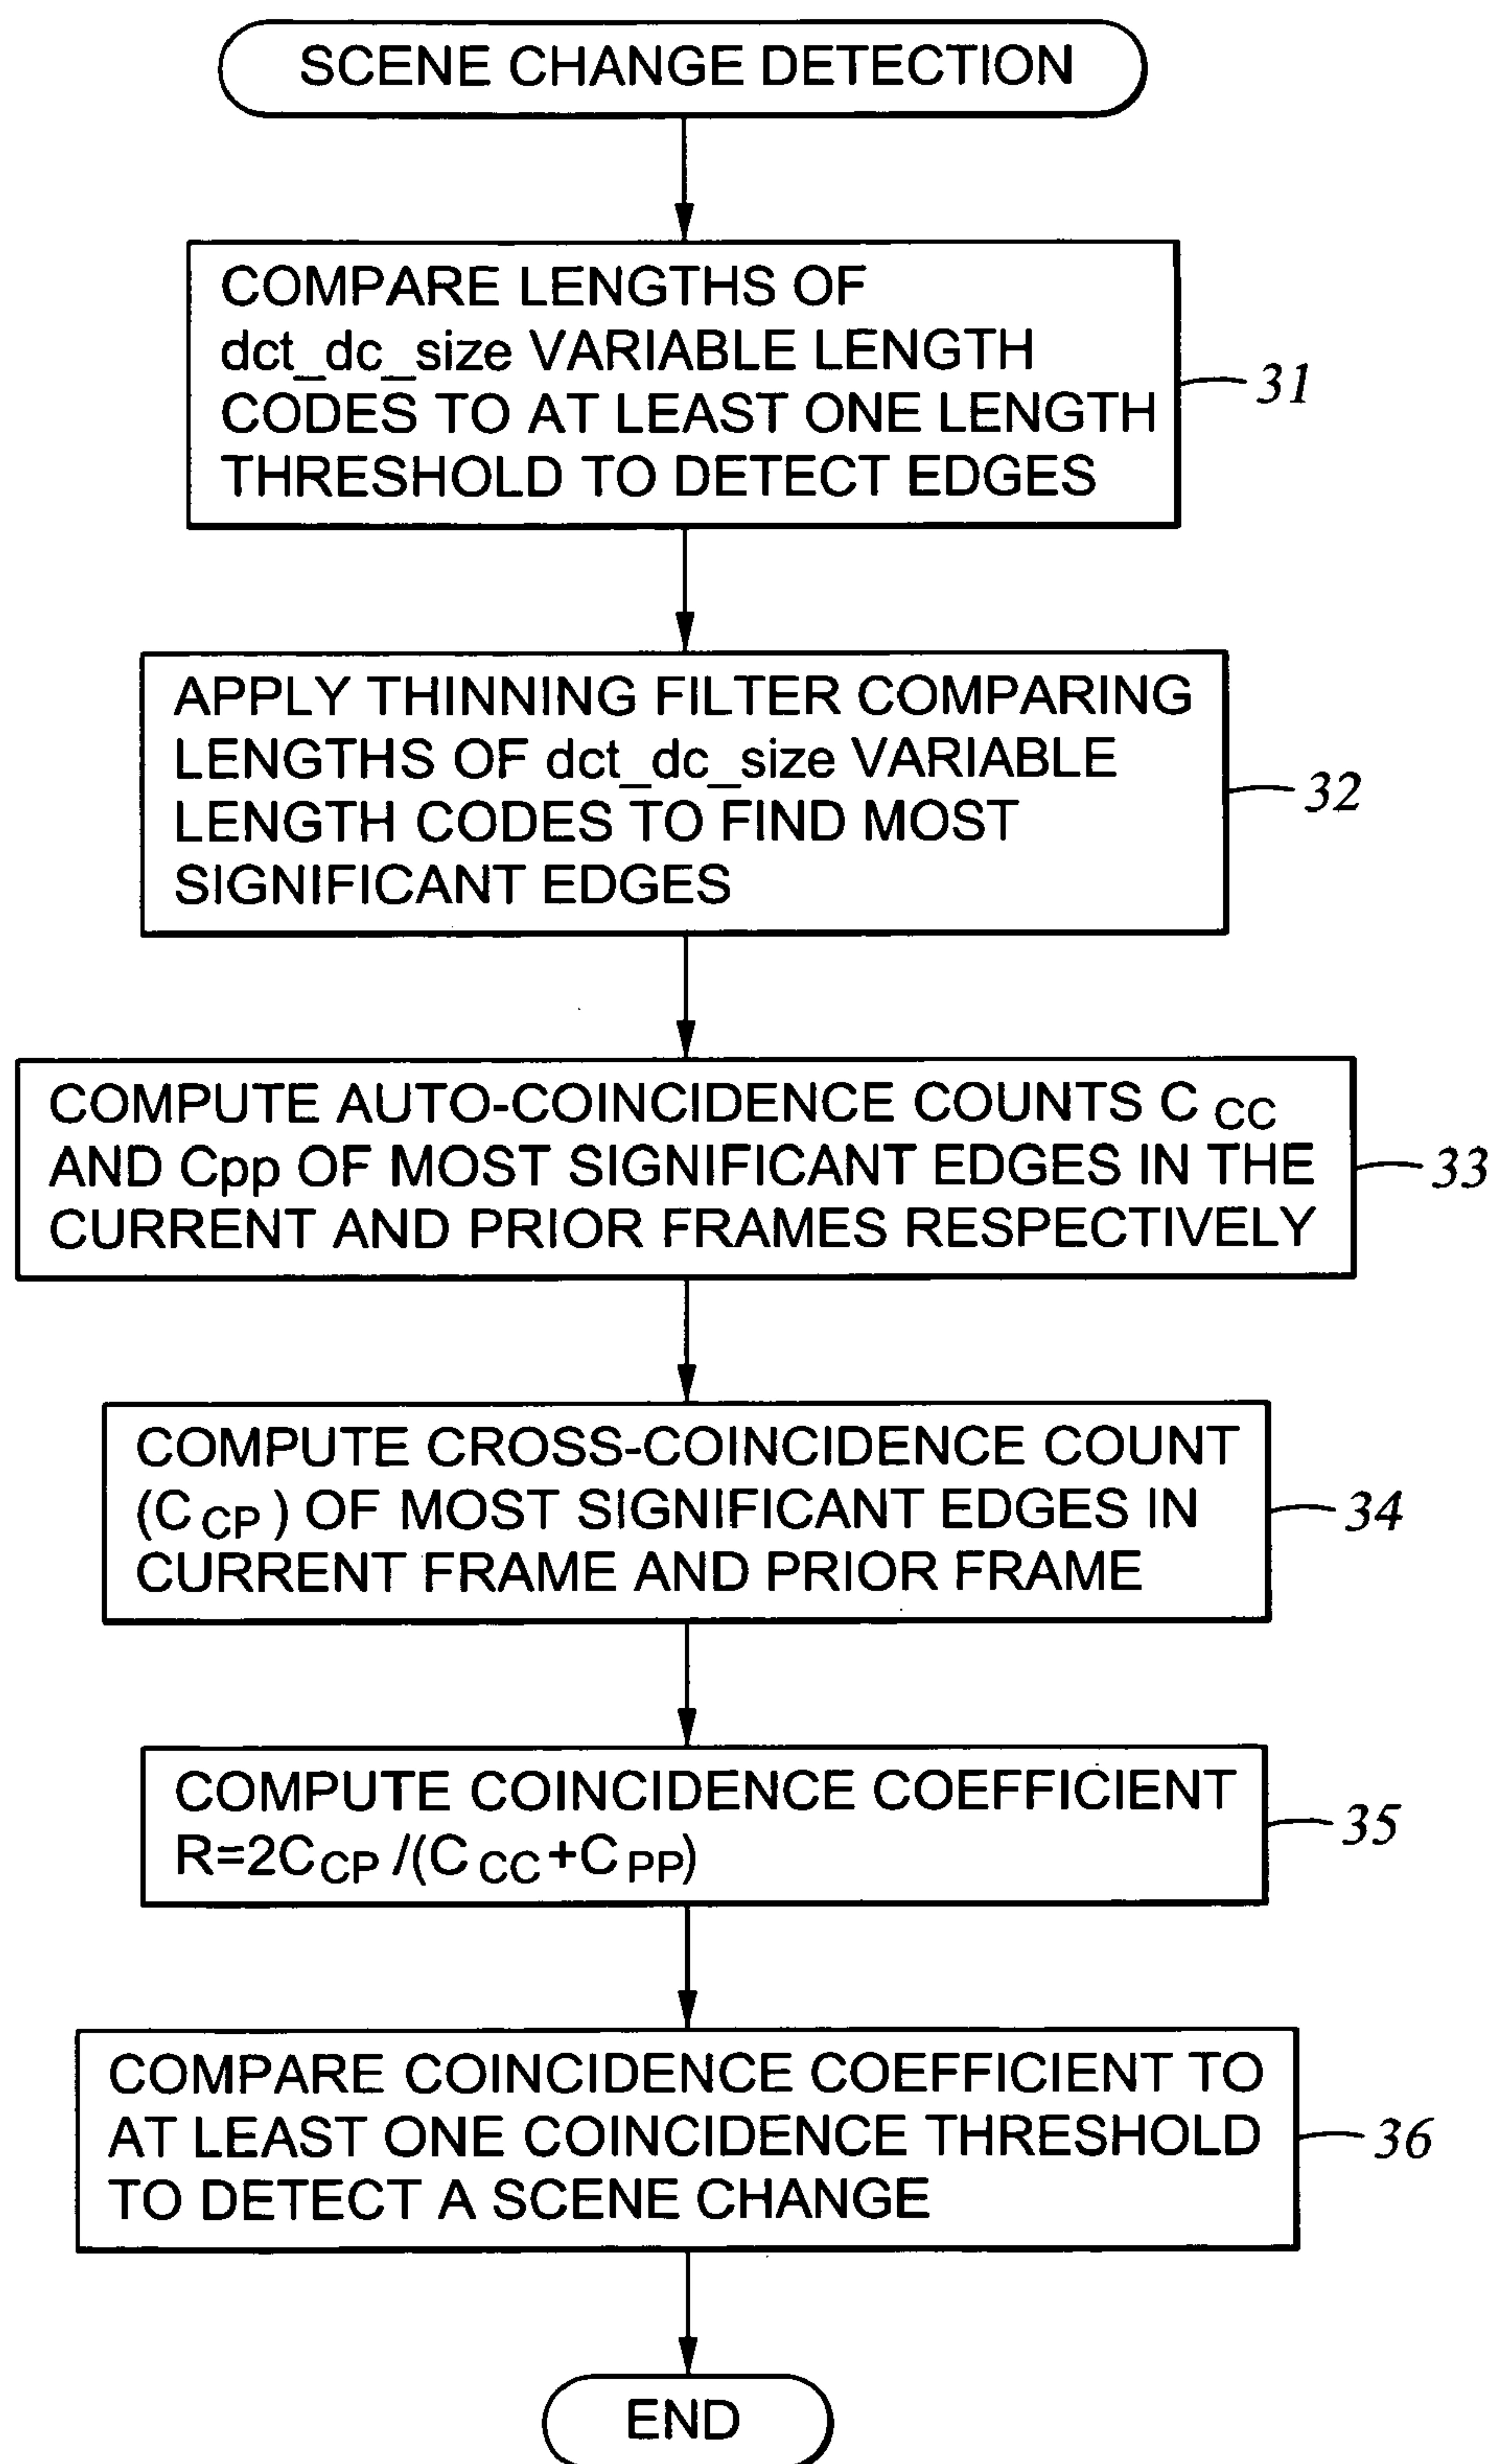 SCENE CHANGE DETECTION
COMPARE LENGTHS OF
dct_dc_size VARIABLE LENGTH
CODES TO AT LEAST ONE LENGTH
THRESHOLD TO DETECT EDGES
31
APPLY THINNING FILTER COMPARING
LENGTHS OF dct_dc_size VARIABLE
LENGTH CODES TO FIND MOST
SIGNIFICANT EDGES
32
COMPUTE AUTO-COINCIDENCE COUNTS C CC
AND Cpp OF MOST SIGNIFICANT EDGES IN THE
CURRENT AND PRIOR FRAMES RESPECTIVELY
33
COMPUTE CROSS-COINCIDENCE COUNT
(C CP ) OF MOST SIGNIFICANT EDGES IN
CURRENT FRAME AND PRIOR FRAME
34
COMPUTE COINCIDENCE COEFFICIENT
R=2C CP /(C CC +C PP)
35
COMPARE COINCIDENCE COEFFICIENT TO
AT LEAST ONE COINCIDENCE THRESHOLD
TO DETECT A SCENE CHANGE
36
END